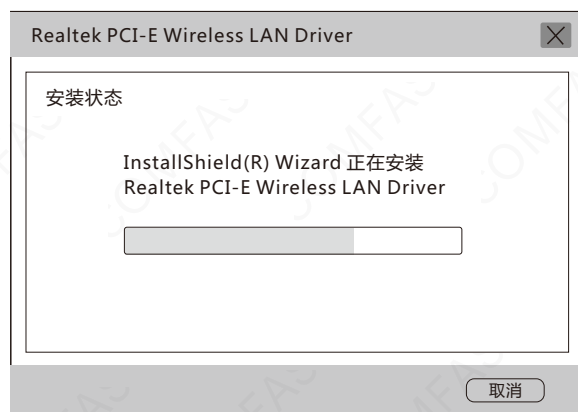 Realtek PCI-E Wireless LAN Driver
安装状态
InstallShield(R) Wizard 正在安装
Realtek PCI-E Wireless LAN Driver
取消